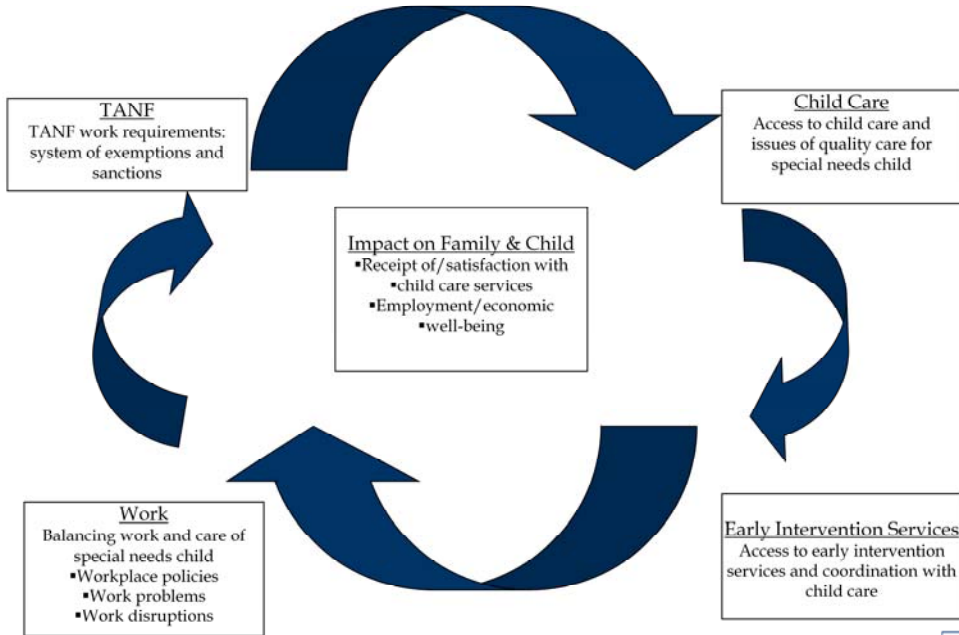 TANF
TANF work requirements:
system of exemptions and
sanctions
Child Care
Access to child care and
issues of quality care for
special needs child
Impact on Family & Child
▪Receipt of/satisfaction with
▪child care services
▪Employment/economic
▪well-being
Work
Balancing work and care of
special needs child
▪Workplace policies
▪Work problems
▪Work disruptions
Early Intervention Services
Access to early intervention
services and coordination with
child care